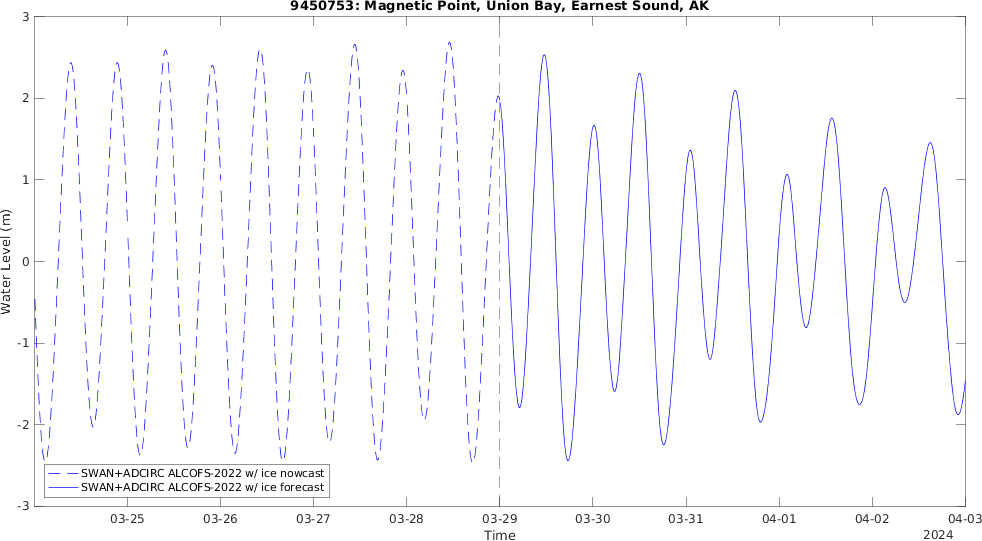 9450753: Magnetic Point, Union Bay, Earnest Sound, AK
3
2
1
0
-1
-2
-3
Water Level (m)
SWAN+ADCIRC ALCOFS-2022 w/ ice nowcast
SWAN+ADCIRC ALCOFS-2022 w/ ice forecast
03-25 03-26 03-27 03-28 03-29 03-30 03-31 04-01 04-02 04-03
Time
2024